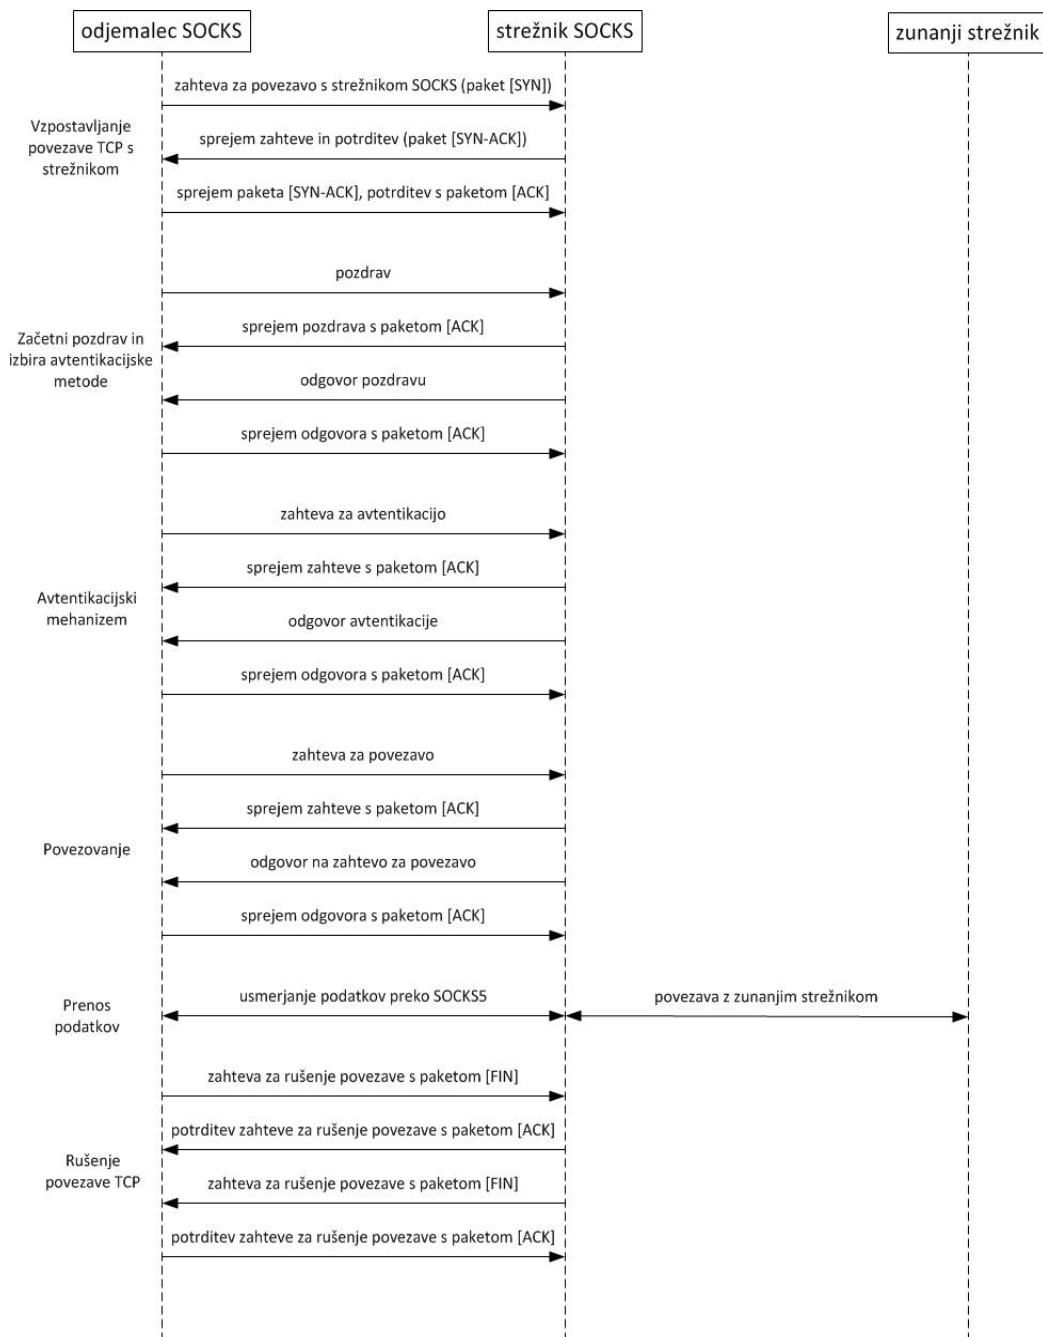 odjemalec SOCKS
strežnik SOCKS
zunanji strežnik
zahteva za povezavo s strežnikom SOCKS (paket [SYN])
Vzpostavljanje
povezave TCP s
strežnikom
sprejem zahteve in potrditev (paket [SYN-ACK])
sprejem paketa [SYN-ACK], potrditev s paketom [ACK]
pozdrav
Začetni pozdrav in
izbira avtentikacijske
metode
sprejem pozdrava s paketom [ACK]
odgovor pozdravu
sprejem odgovora s paketom [ACK]
zahteva za avtentikacijo
sprejem zahteve s paketom [ACK]
Avtentikacijski
mehanizem
odgovor avtentikacije
sprejem odgovora s paketom [ACK]
zahteva za povezavo
sprejem zahteve s paketom [ACK]
Povezovanje
odgovor na zahtevo za povezavo
sprejem odgovora s paketom [ACK]
Prenos
podatkov
usmerjanje podatkov preko SOCKS5
povezava z zunanjim strežnikom
zahteva za rušenje povezave s paketom [FIN]
potrditev zahteve za rušenje povezave s paketom [ACK]
Rušenje
povezave TCP
zahteva za rušenje povezave s paketom [FIN]
potrditev zahteve za rušenje povezave s paketom [ACK]